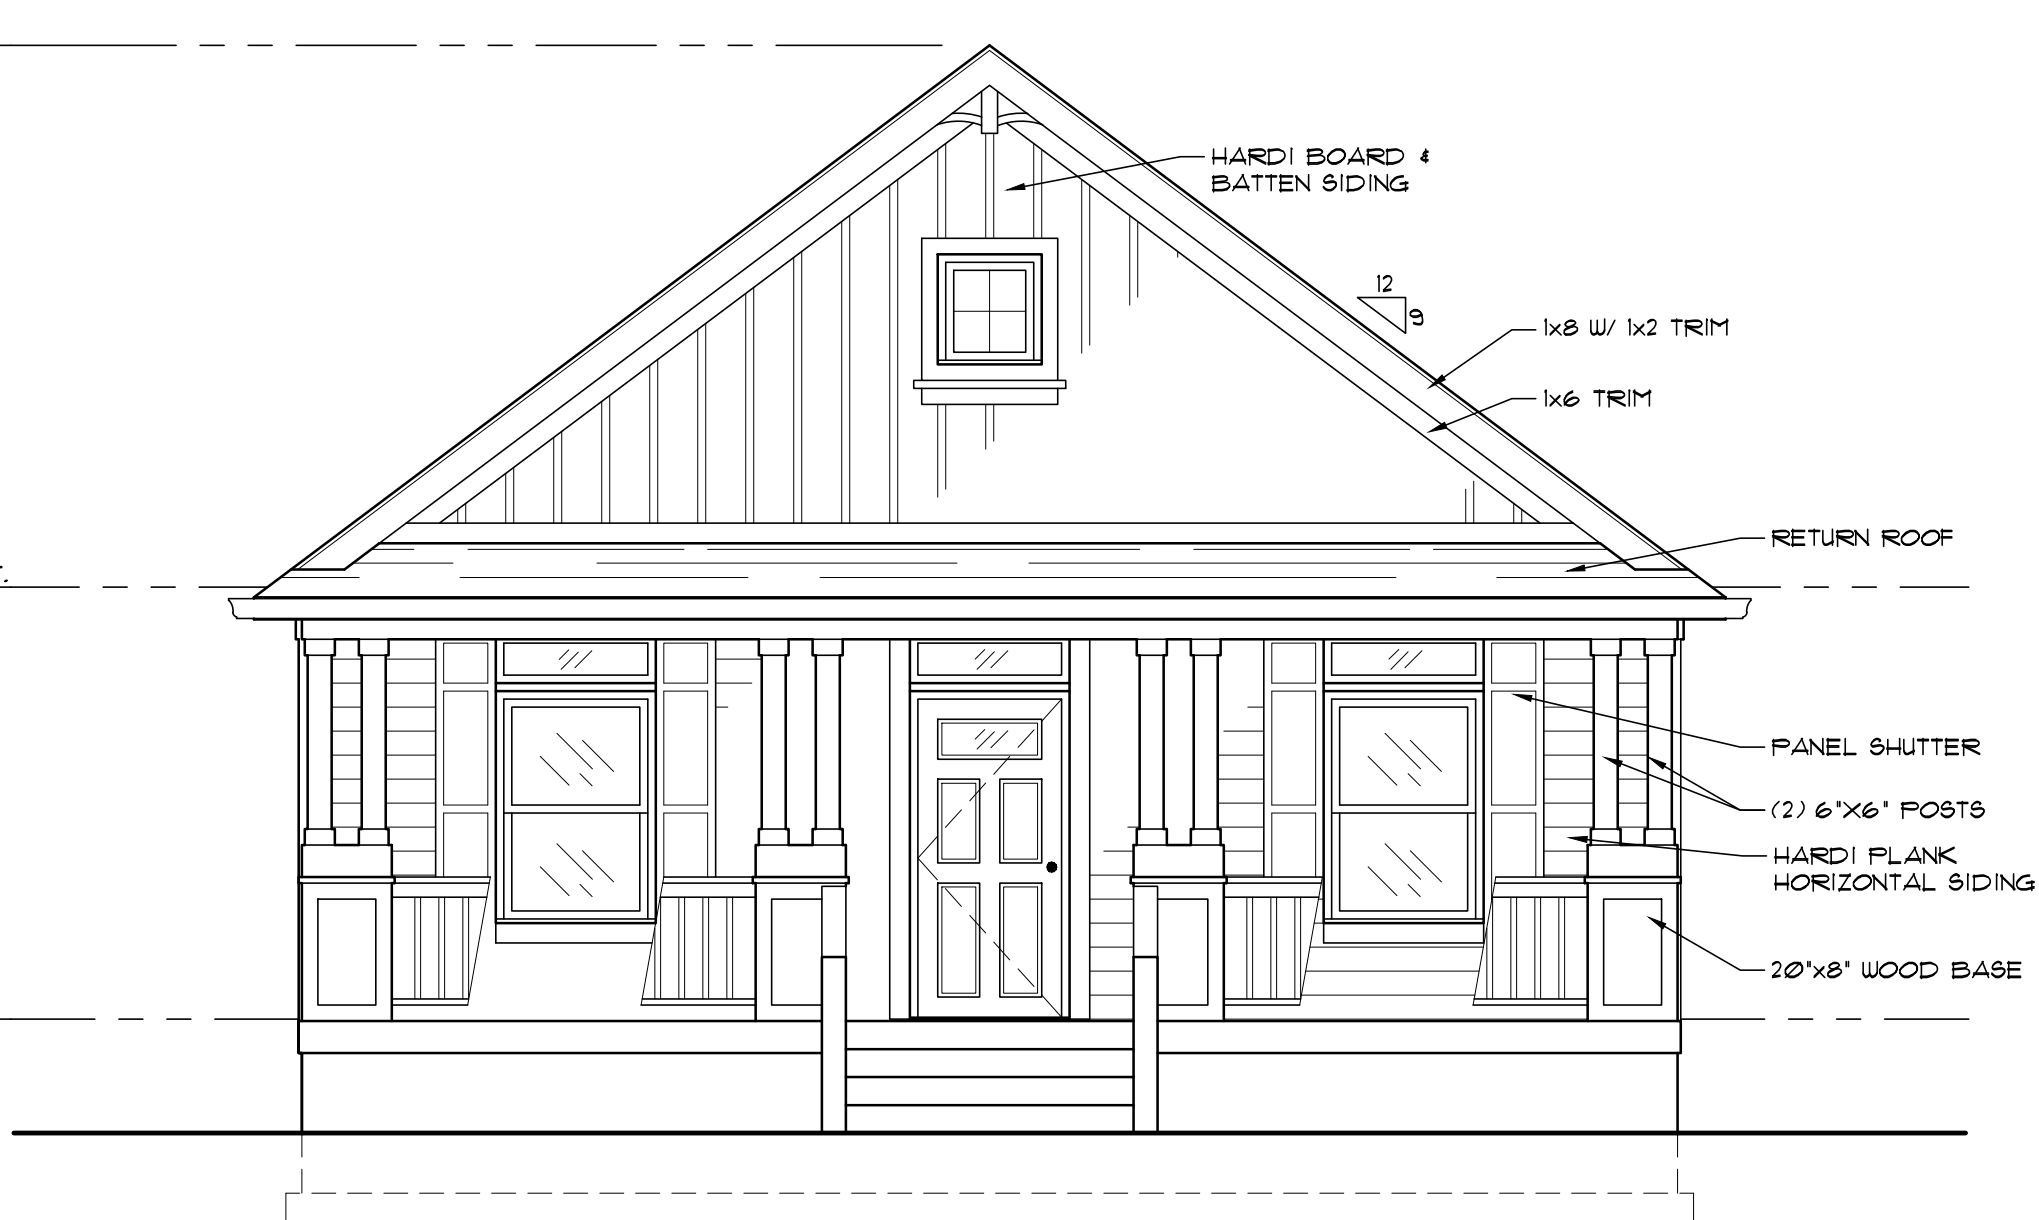 HARDI BOARD &
BATTEN SIDING
12
9
1x8 W/ 1x2 TRIM
1x6 TRIM
RETURN ROOF
PANEL SHUTTER
(2) 6"X6" POSTS
HARDI PLANK
HORIZONTAL SIDING
20"x8" WOOD BASE